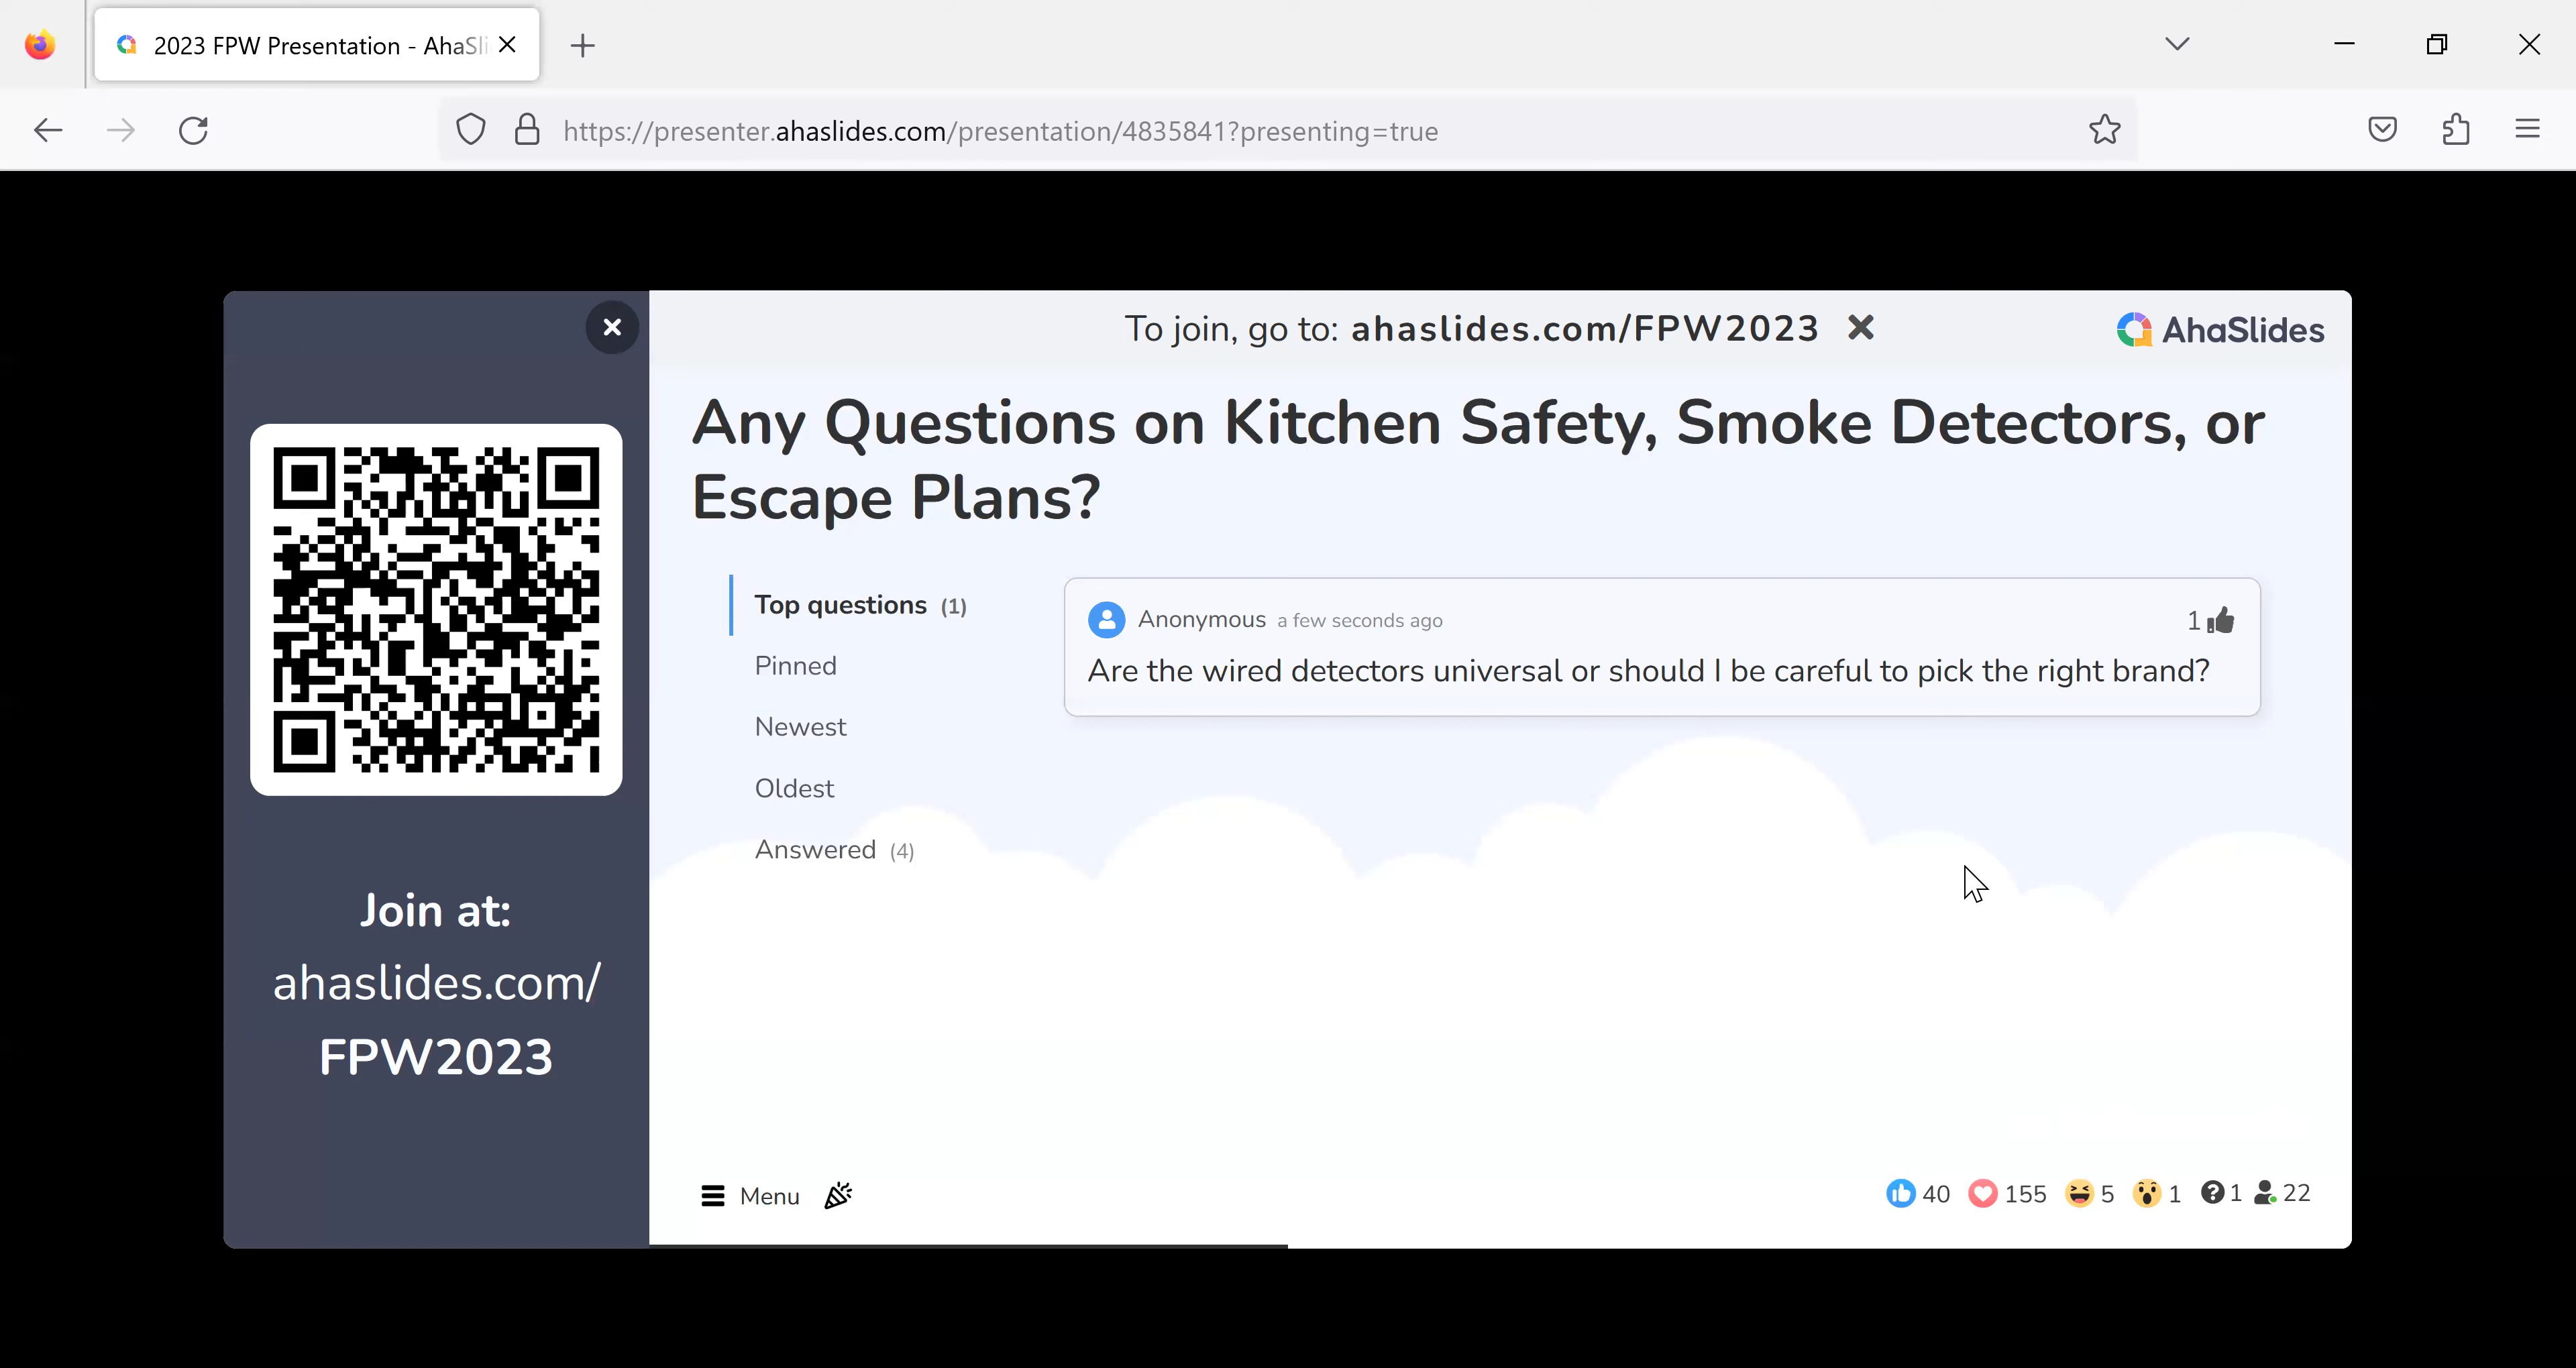 2023 FPW Presentation - AhaSli
https://presenter.ahaslides.com/presentation/4835841?presenting=true
To join, go to: ahaslides.com/FPW2023
AhaSlides
Any Questions on Kitchen Safety, Smoke Detectors, or
Escape Plans?
Top questions (1)
Pinned
Newest
Oldest
Answered (4)
Anonymous a few seconds ago
1
Are the wired detectors universal or should I be careful to pick the right brand?
Join at:
ahaslides.com/
FPW2023
Menu
40 155 5 1 1 22